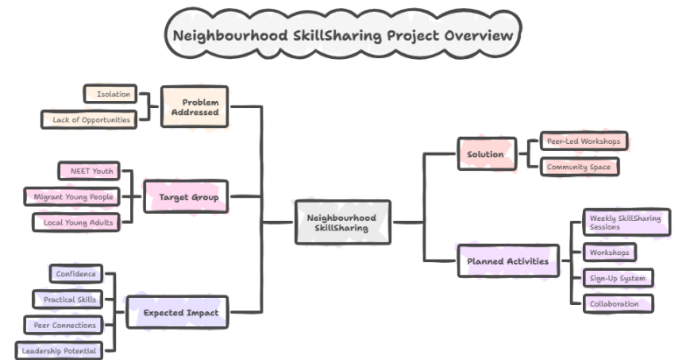 Neighbourhood SkillSharing Project Overview
Isolation
Lack of Opportunities
Problem
Addressed
NEET Youth
Migrant Young People
Local Young Adults
Target Group
Confidence
Practical Skills
Peer Connections
Leadership Potential
Expected Impact
Neighbourhood
SkillSharing
Solution
Peer-Led Workshops
Community Space
Planned Activities
Weekly SkillSharing
Sessions
Workshops
Sign-Up System
Collaboration